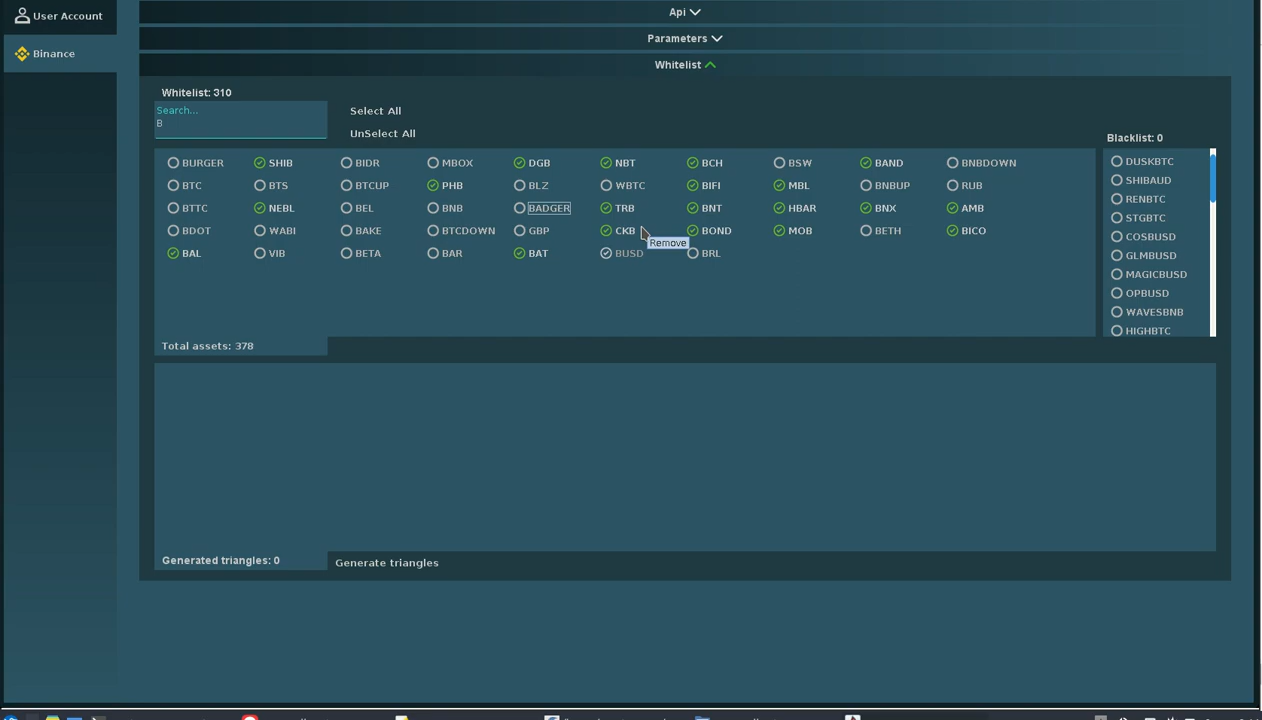 User Account
Binance
Api
Parameters
Whitelist
Whitelist: 310
Search...
B
Select All
UnSelect All
Blacklist: 0
BURGER SHIB BIDR MBOX DGB NBT BCH BSW BAND BNBDOWN
BTC BTS BTCUP PHB BLZ WBTC BIFI MBL BNBUP RUB
BTTC NEBL BEL BNB BADGER TRB BNT HBAR BNX AMB
BDOT WABI BAKE BTCDOWN GBP CKB BOND MOB BETH BICO
Remove
BAL VIB BETA BAR BAT BUSD BRL
DUSKBTC
SHIBAUD
RENBTC
STGBTC
COSBUSD
GLMBUSD
MAGICBUSD
OPBUSD
WAVESBNB
HIGHBTC
Total assets: 378
Generated triangles: 0
Generate triangles